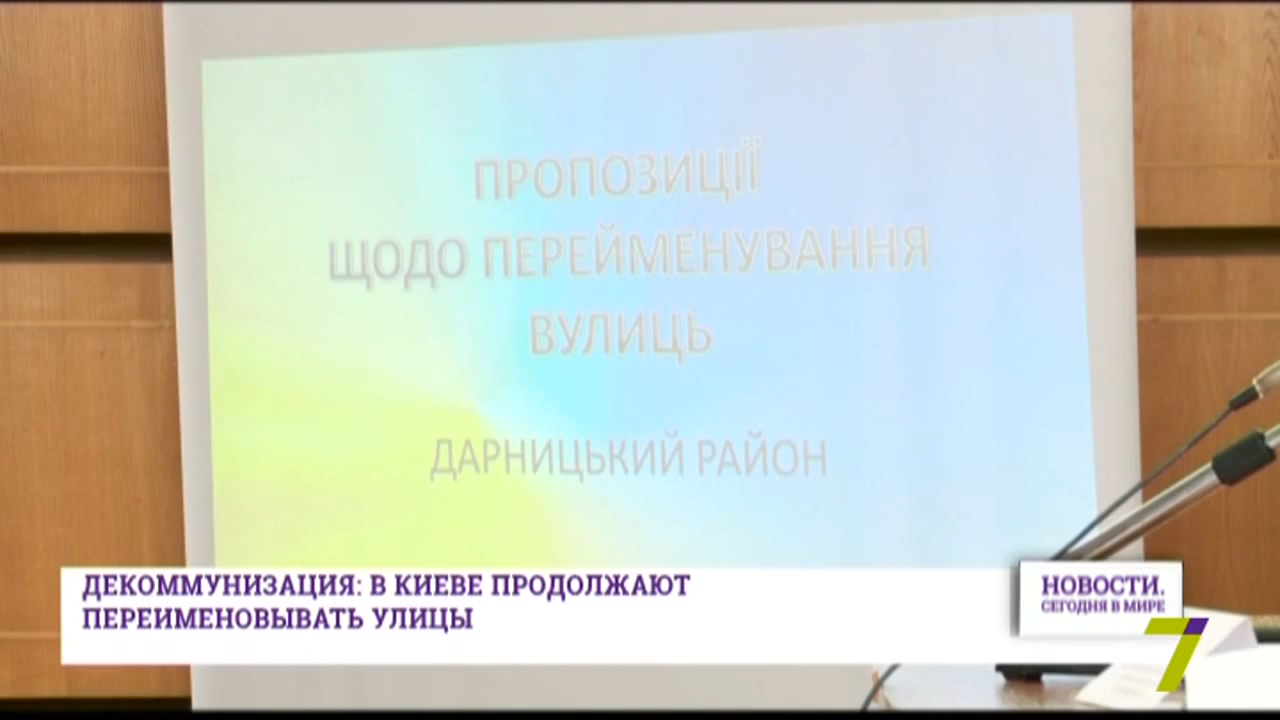 ПРОПОЗИЦІЇ
ЩОДО ПЕРЕЙМЕНУВАННЯ
ВУЛИЦЬ
ДАРНИЦЬКИЙ РАЙОН
ДЕКОММУНИЗАЦИЯ: В КИЕВЕ ПРОДОЛЖАЮТ
ПЕРЕИМЕНОВЫВАТЬ УЛИЦЫ
НОВОСТИ.
СЕГОДНЯ В МИРЕ
7